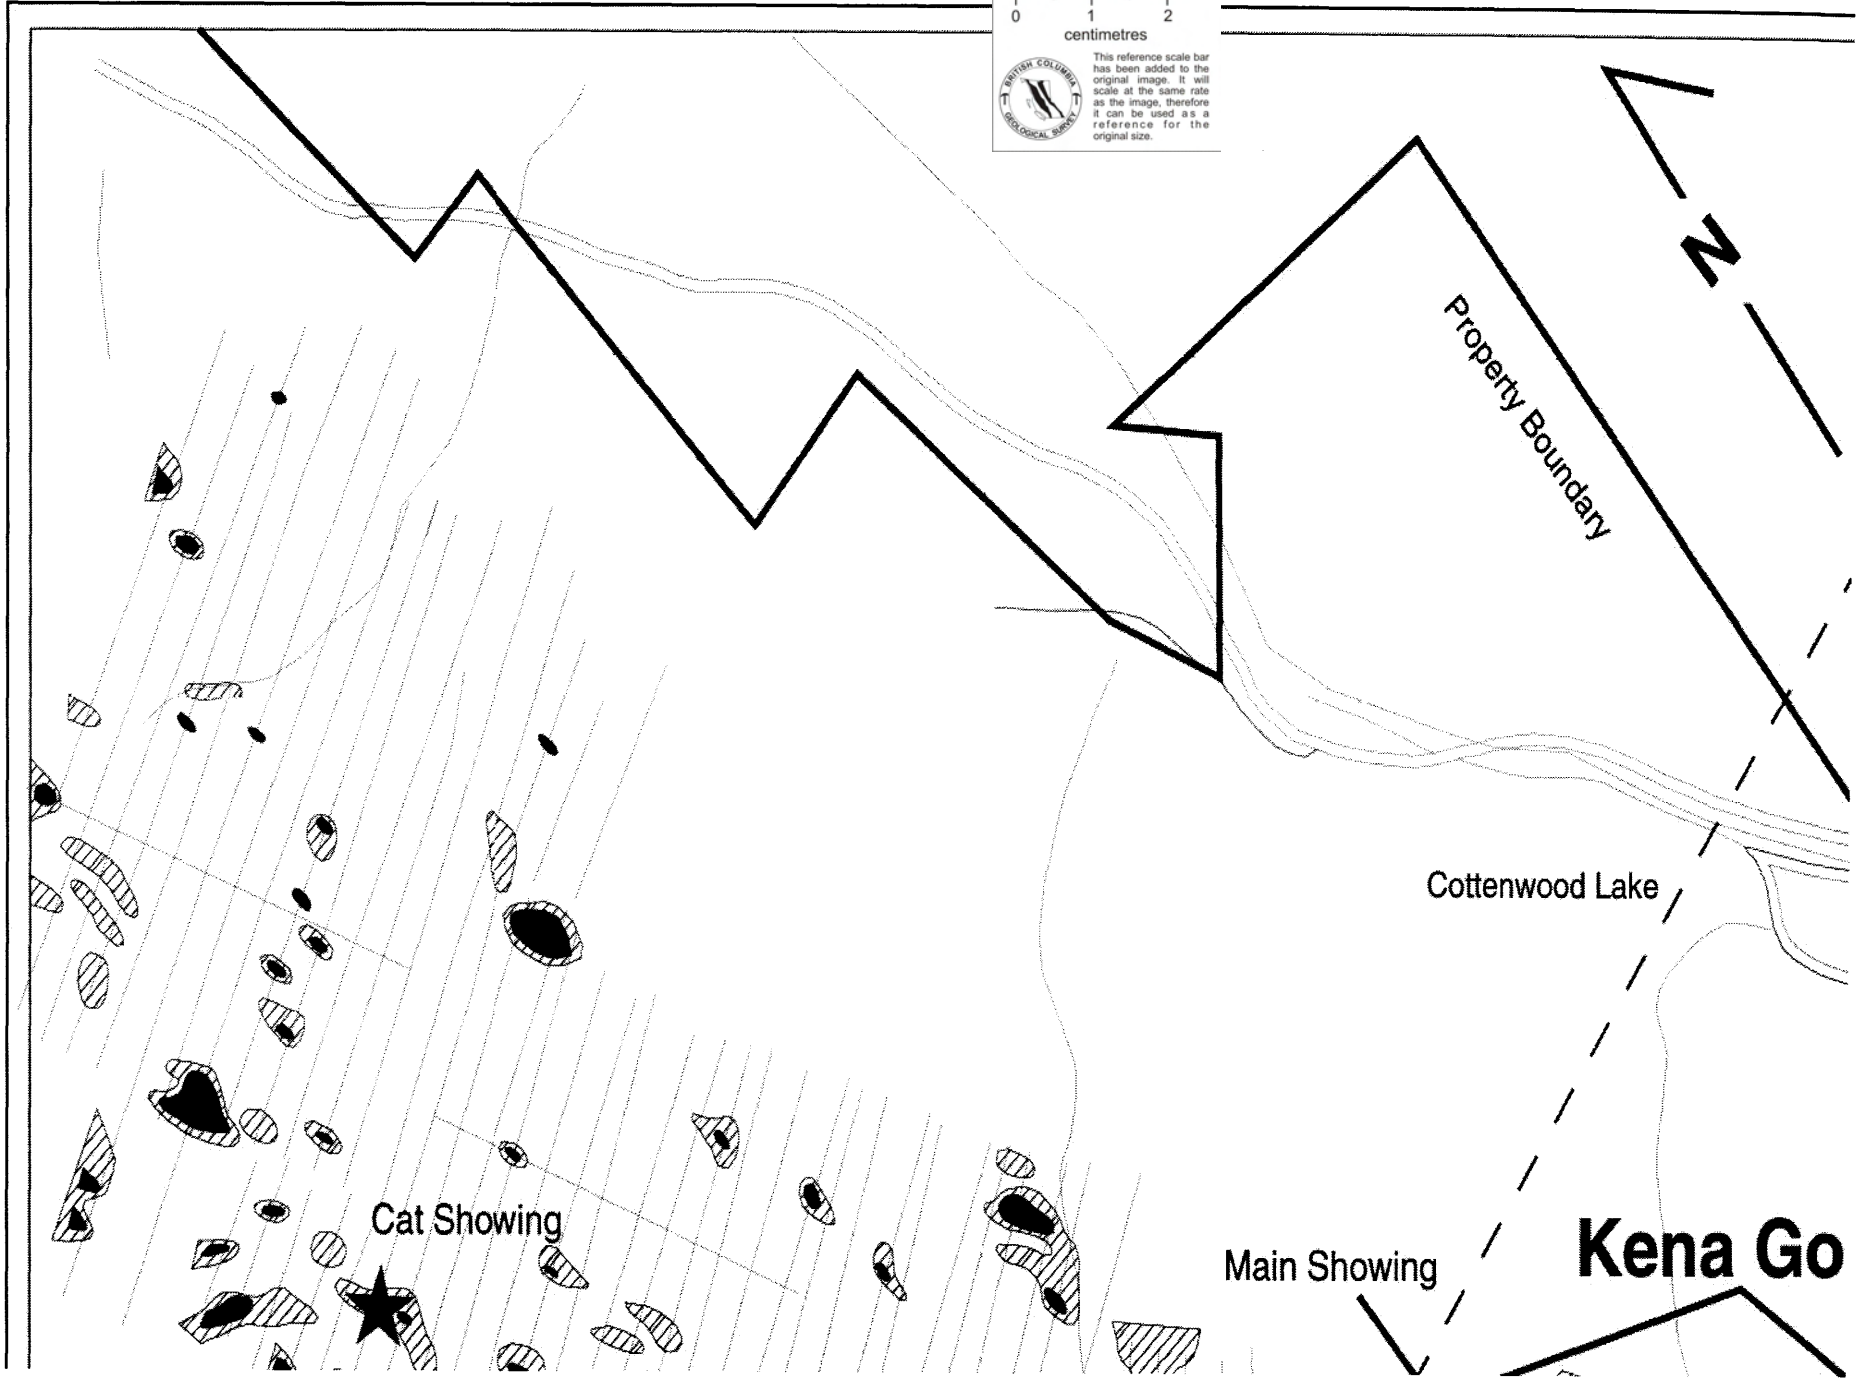 0 1 2
centimetres
BRITISH COLUMBIA
GEOLOGICAL SURVEY
This reference scale bar
has been added to the
original image. It will
scale at the same rate
as the image, therefore
it can be used as a
reference for the
original size.
N
Property Boundary
Cottenwood Lake
Cat Showing
Main Showing
Kena Go